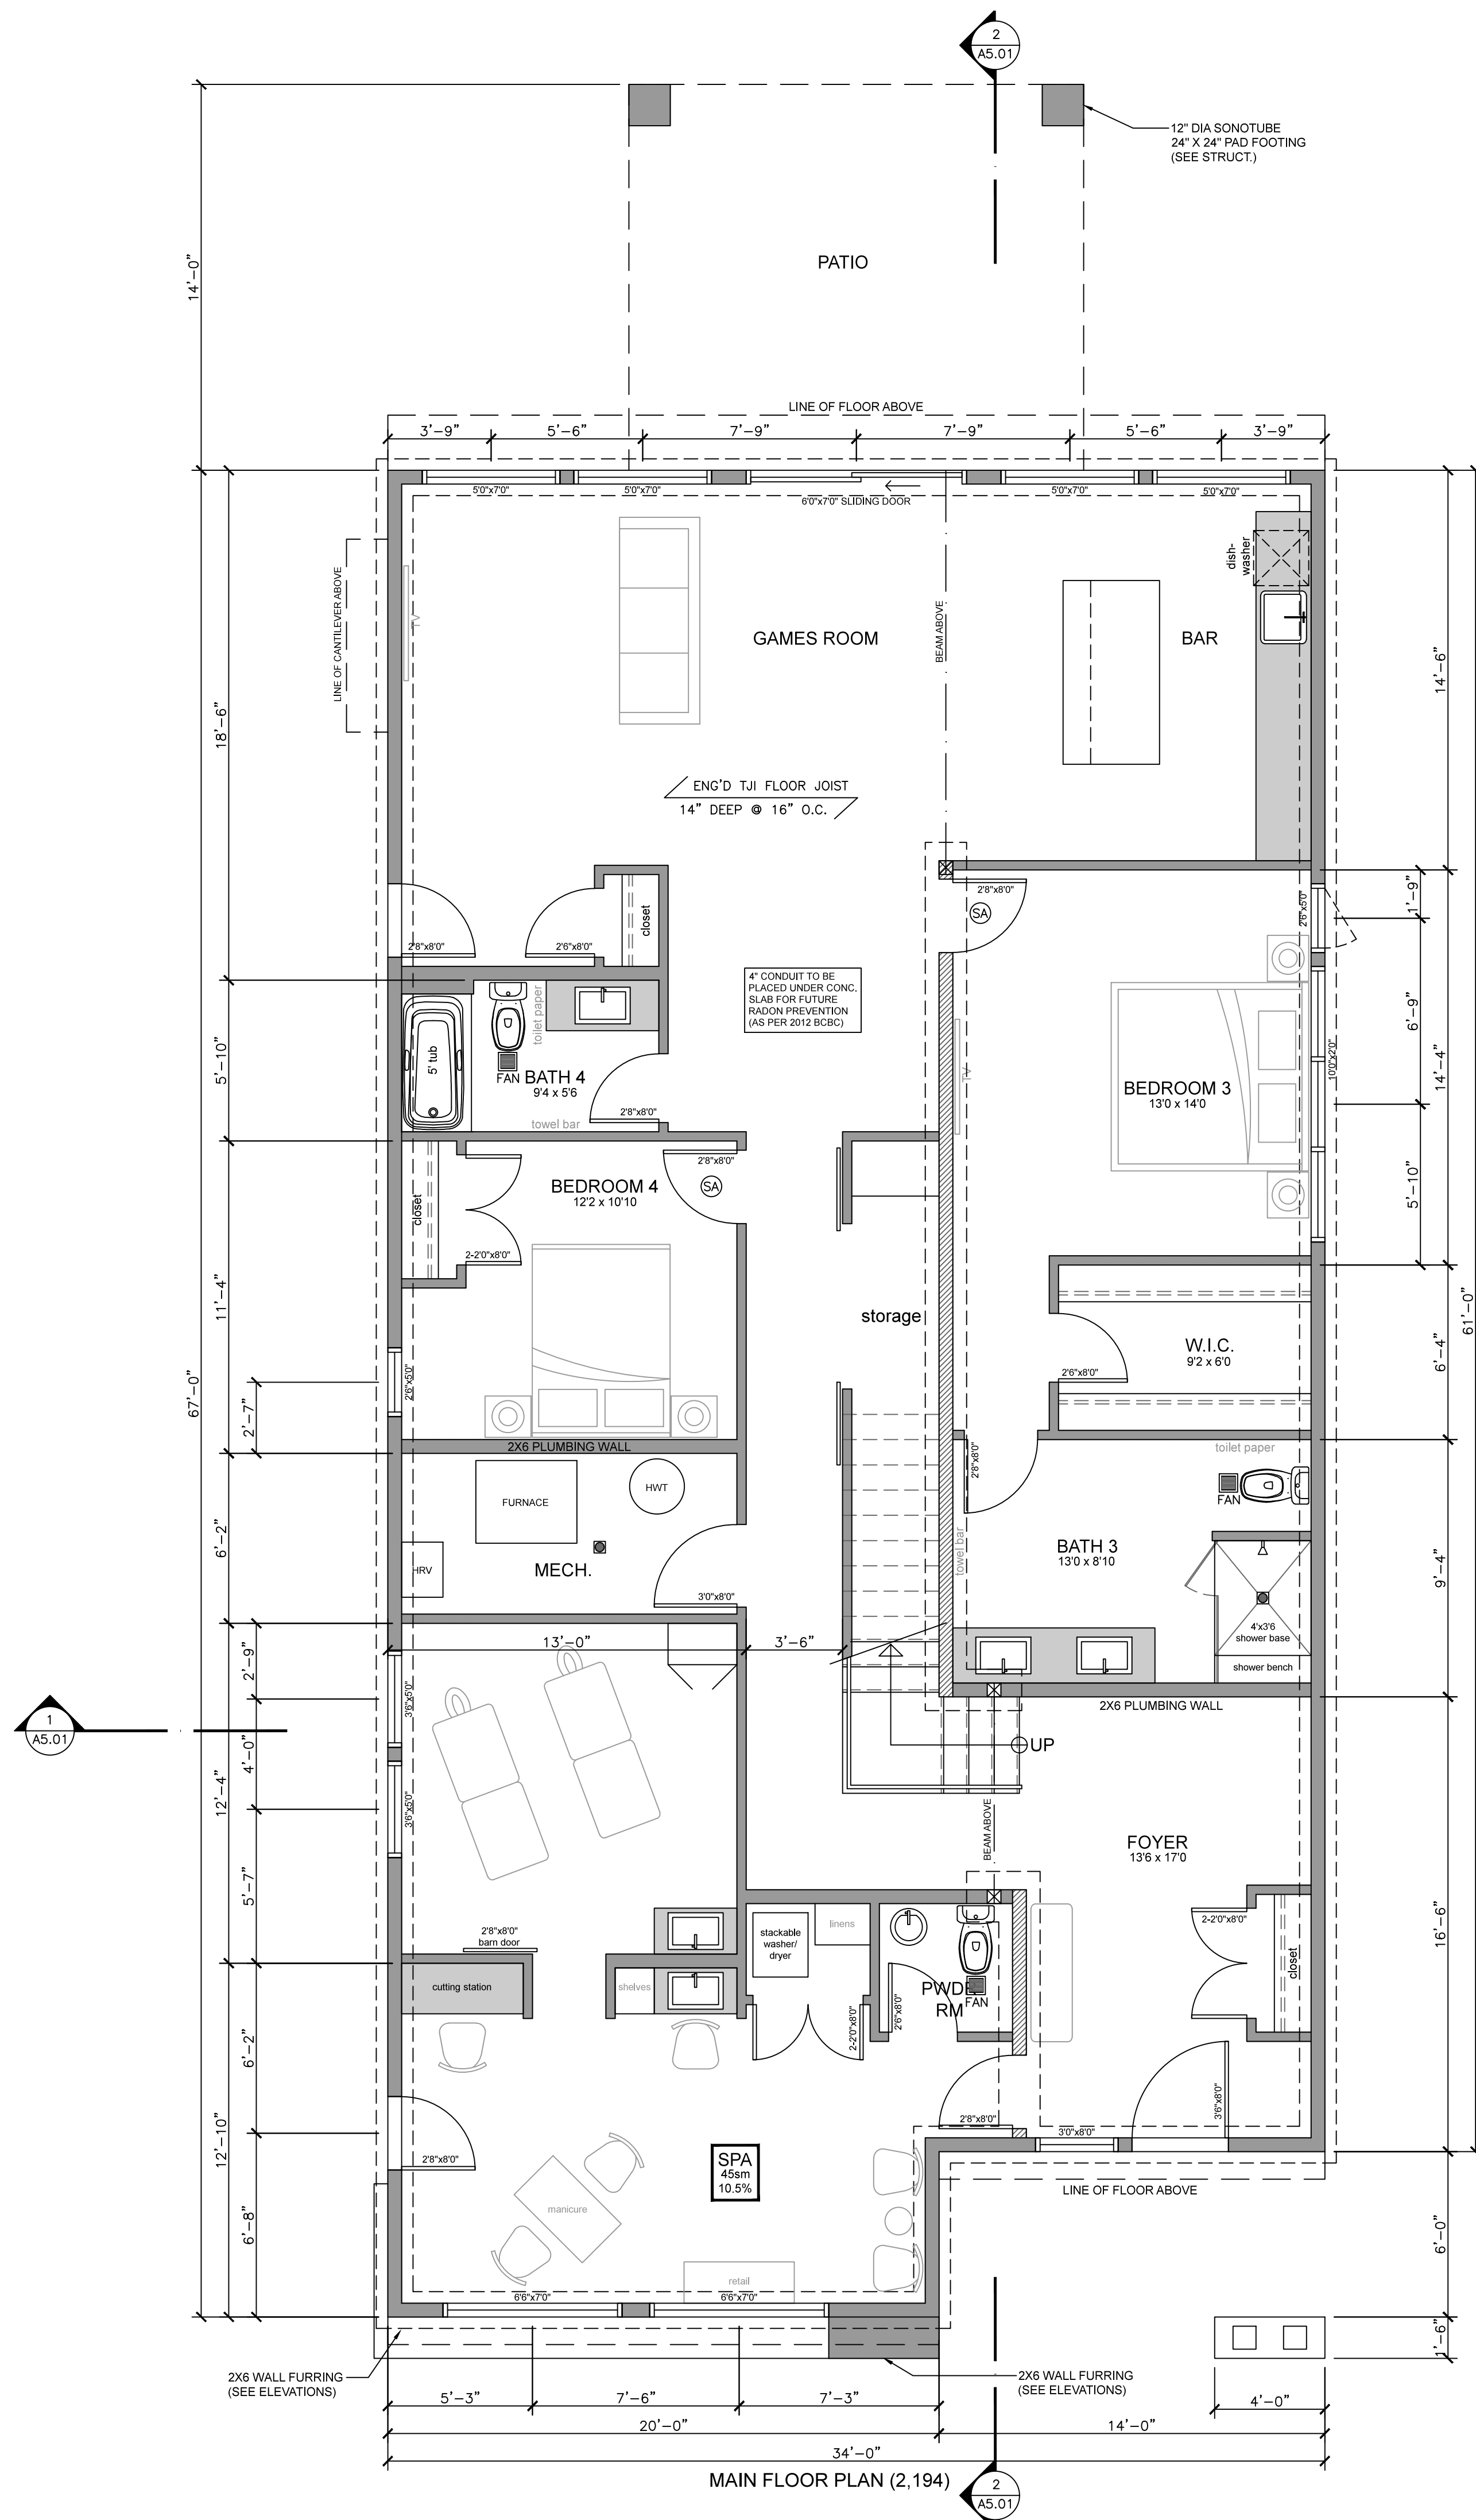 2
A5.01
12" DIA SONOTUBE
24" X 24" PAD FOOTING
(SEE STRUCT.)
14'-0"
PATIO
LINE OF FLOOR ABOVE
3'-9"
5'-6"
7'-9"
7'-9"
5'-6"
3'-9"
5'0"x7'0"
5'0"x7'0"
6'0"x7'0" SLIDING DOOR
5'0"x7'0"
5'0"x7'0"
dish-
washer
LINE OF CANTILEVER ABOVE
TV
GAMES ROOM
BEAM ABOVE
BAR
14'-6"
18'-6"
ENG'D TJI FLOOR JOIST
14" DEEP @ 16" O.C.
2'8"x8'0"
SA
2'6"x5'0"
1'-9"
closet
2'8"x8'0"
2'6"x8'0"
4" CONDUIT TO BE
PLACED UNDER CONC.
SLAB FOR FUTURE
RADON PREVENTION
(AS PER 2012 BCBC)
toilet paper
6'-9"
5'-10"
5' tub
FAN
BATH 4
9'4 x 5'6
2'8"x8'0"
towel bar
TV
BEDROOM 3
13'0 x 14'0
10'0"x2'0"
14'-4"
2'8"x8'0"
SA
BEDROOM 4
12'2 x 10'10
closet
2-2'0"x8'0"
5'-10"
11'-4"
storage
61'-0"
W.I.C.
9'2 x 6'0
2'6"x8'0"
6'-4"
2'6"x5'0"
67'-0"
2'-7"
2X6 PLUMBING WALL
2'8"x8'0"
toilet paper
FURNACE
HWT
FAN
6'-2"
HRV
MECH.
3'0"x8'0"
towel bar
BATH 3
13'0 x 8'10
9'-4"
4'x3'6
shower base
shower bench
13'-0"
3'-6"
2'-9"
3'6"x5'0"
2X6 PLUMBING WALL
1
A5.01
UP
4'-0"
12'-4"
3'6"x5'0"
BEAM ABOVE
FOYER
13'6 x 17'0
5'-7"
2'8"x8'0"
barn door
stackable
washer/
dryer
linens
2-2'0"x8'0"
closet
16'-6"
cutting station
shelves
PWDR
RM
FAN
2'6"x8'0"
2-2'0"x8'0"
6'-2"
3'6"x8'0"
2'8"x8'0"
3'0"x8'0"
12'-10"
2'8"x8'0"
SPA
45sm
10.5%
LINE OF FLOOR ABOVE
manicure
6'-8"
6'-0"
retail
6'6"x7'0"
6'6"x7'0"
1'-6"
2X6 WALL FURRING
(SEE ELEVATIONS)
2X6 WALL FURRING
(SEE ELEVATIONS)
5'-3"
7'-6"
7'-3"
4'-0"
20'-0"
14'-0"
34'-0"
MAIN FLOOR PLAN (2,194)
2
A5.01